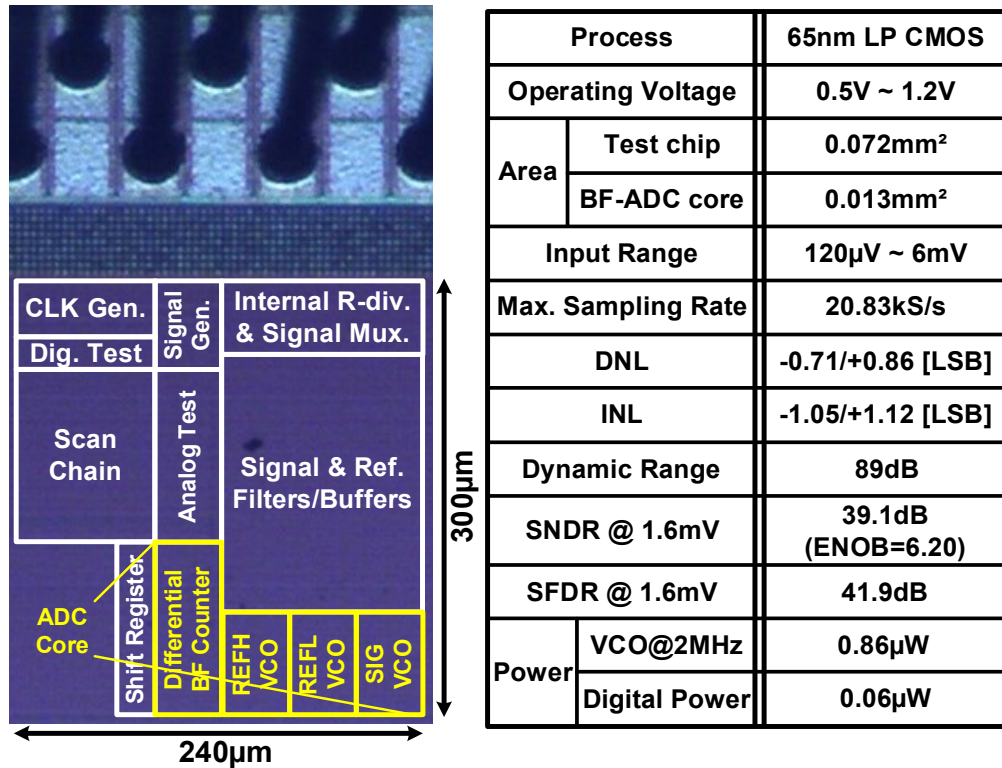 CLK Gen.
Dig. Test
Signal
Gen.
Internal R-div.
& Signal Mux.
Scan
Chain
Analog Test
Signal & Ref.
Filters/Buffers
ADC
Core
Shift Register
Differential
BF Counter
REFH
VCO
REFL
VCO
SIG
VCO
300µm
240µm
Process 65nm LP CMOS
Operating Voltage 0.5V ~ 1.2V
Area
Test chip 0.072mm²
BF-ADC core 0.013mm²
Input Range 120µV ~ 6mV
Max. Sampling Rate 20.83kS/s
DNL -0.71/+0.86 [LSB]
INL -1.05/+1.12 [LSB]
Dynamic Range 89dB
SNDR @ 1.6mV 39.1dB
(ENOB=6.20)
SFDR @ 1.6mV 41.9dB
Power
VCO@2MHz 0.86µW
Digital Power 0.06µW